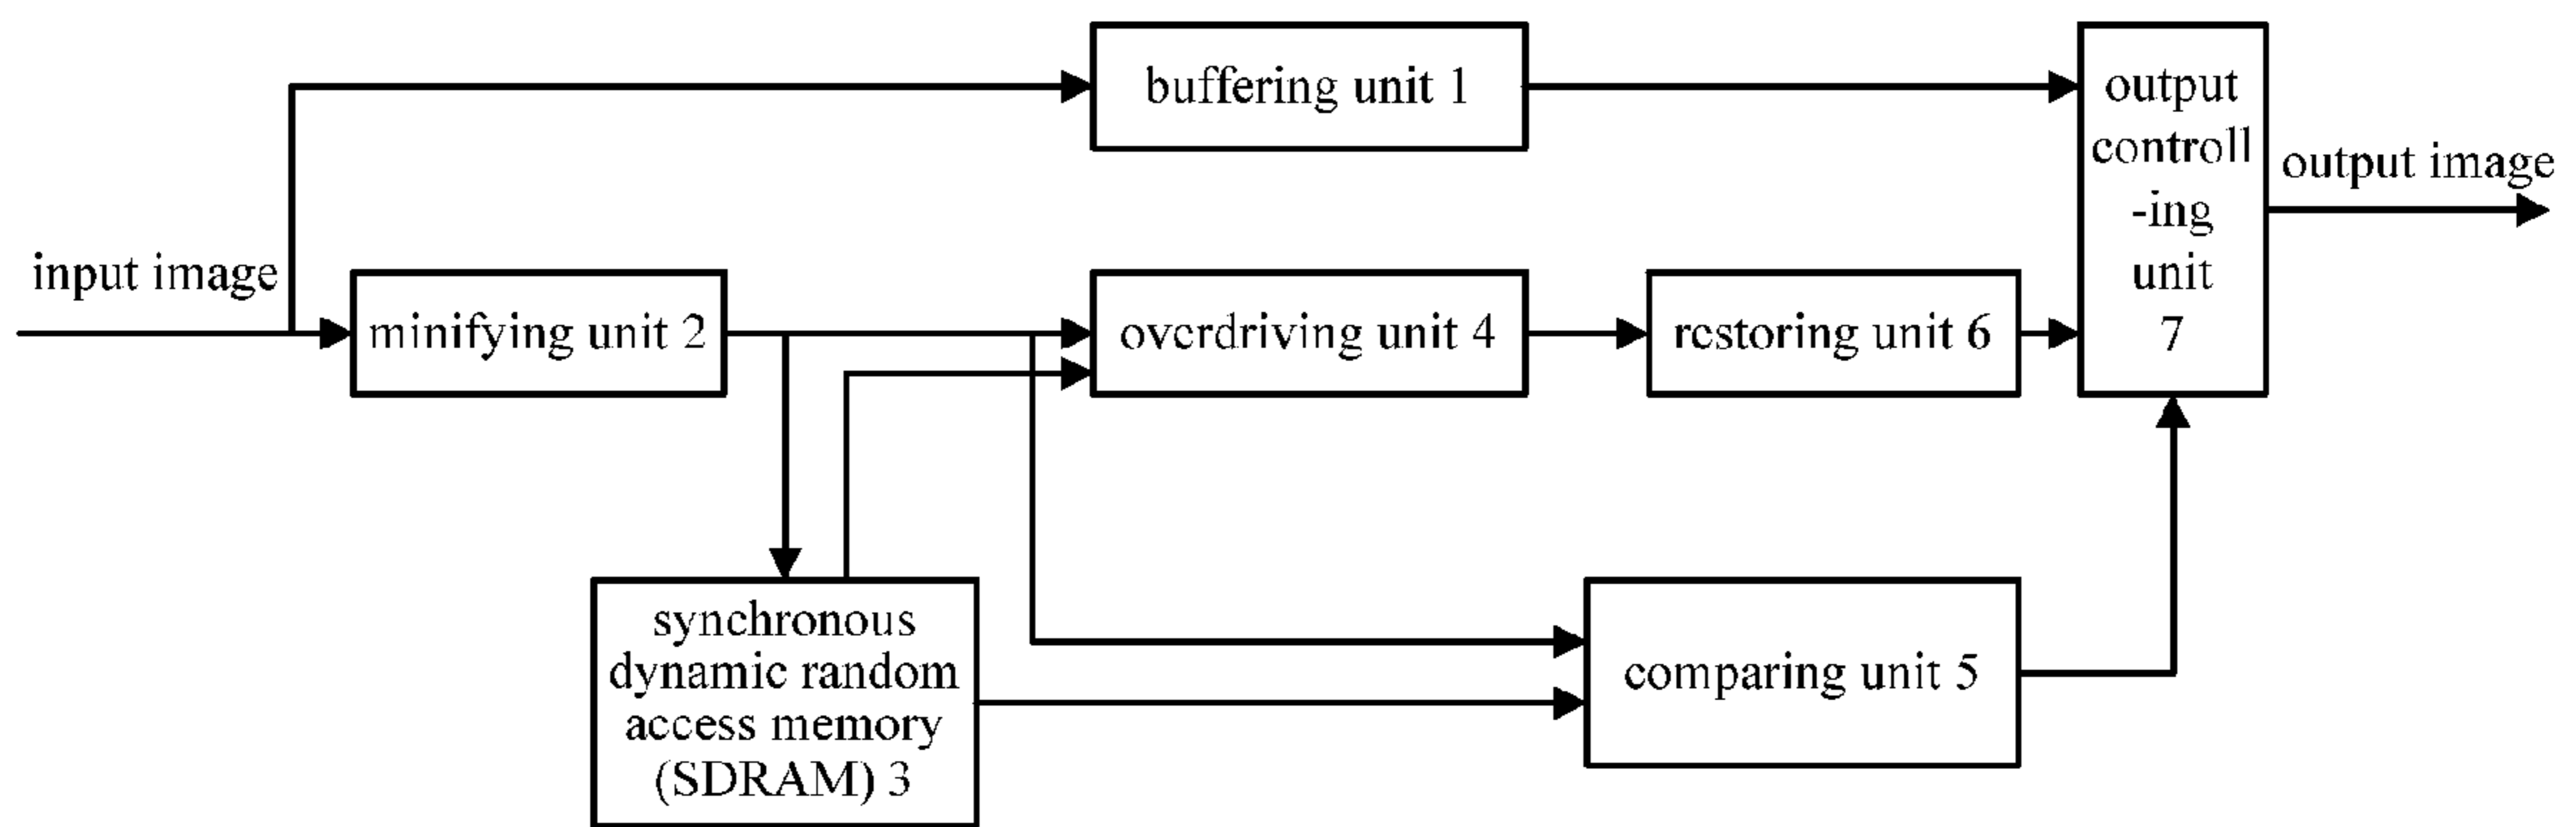 buffering unit 1
output
controll
-ing
unit
7
output image
input image
minifying unit 2
overdriving unit 4
restoring unit 6
synchronous
dynamic random
access memory
(SDRAM) 3
comparing unit 5